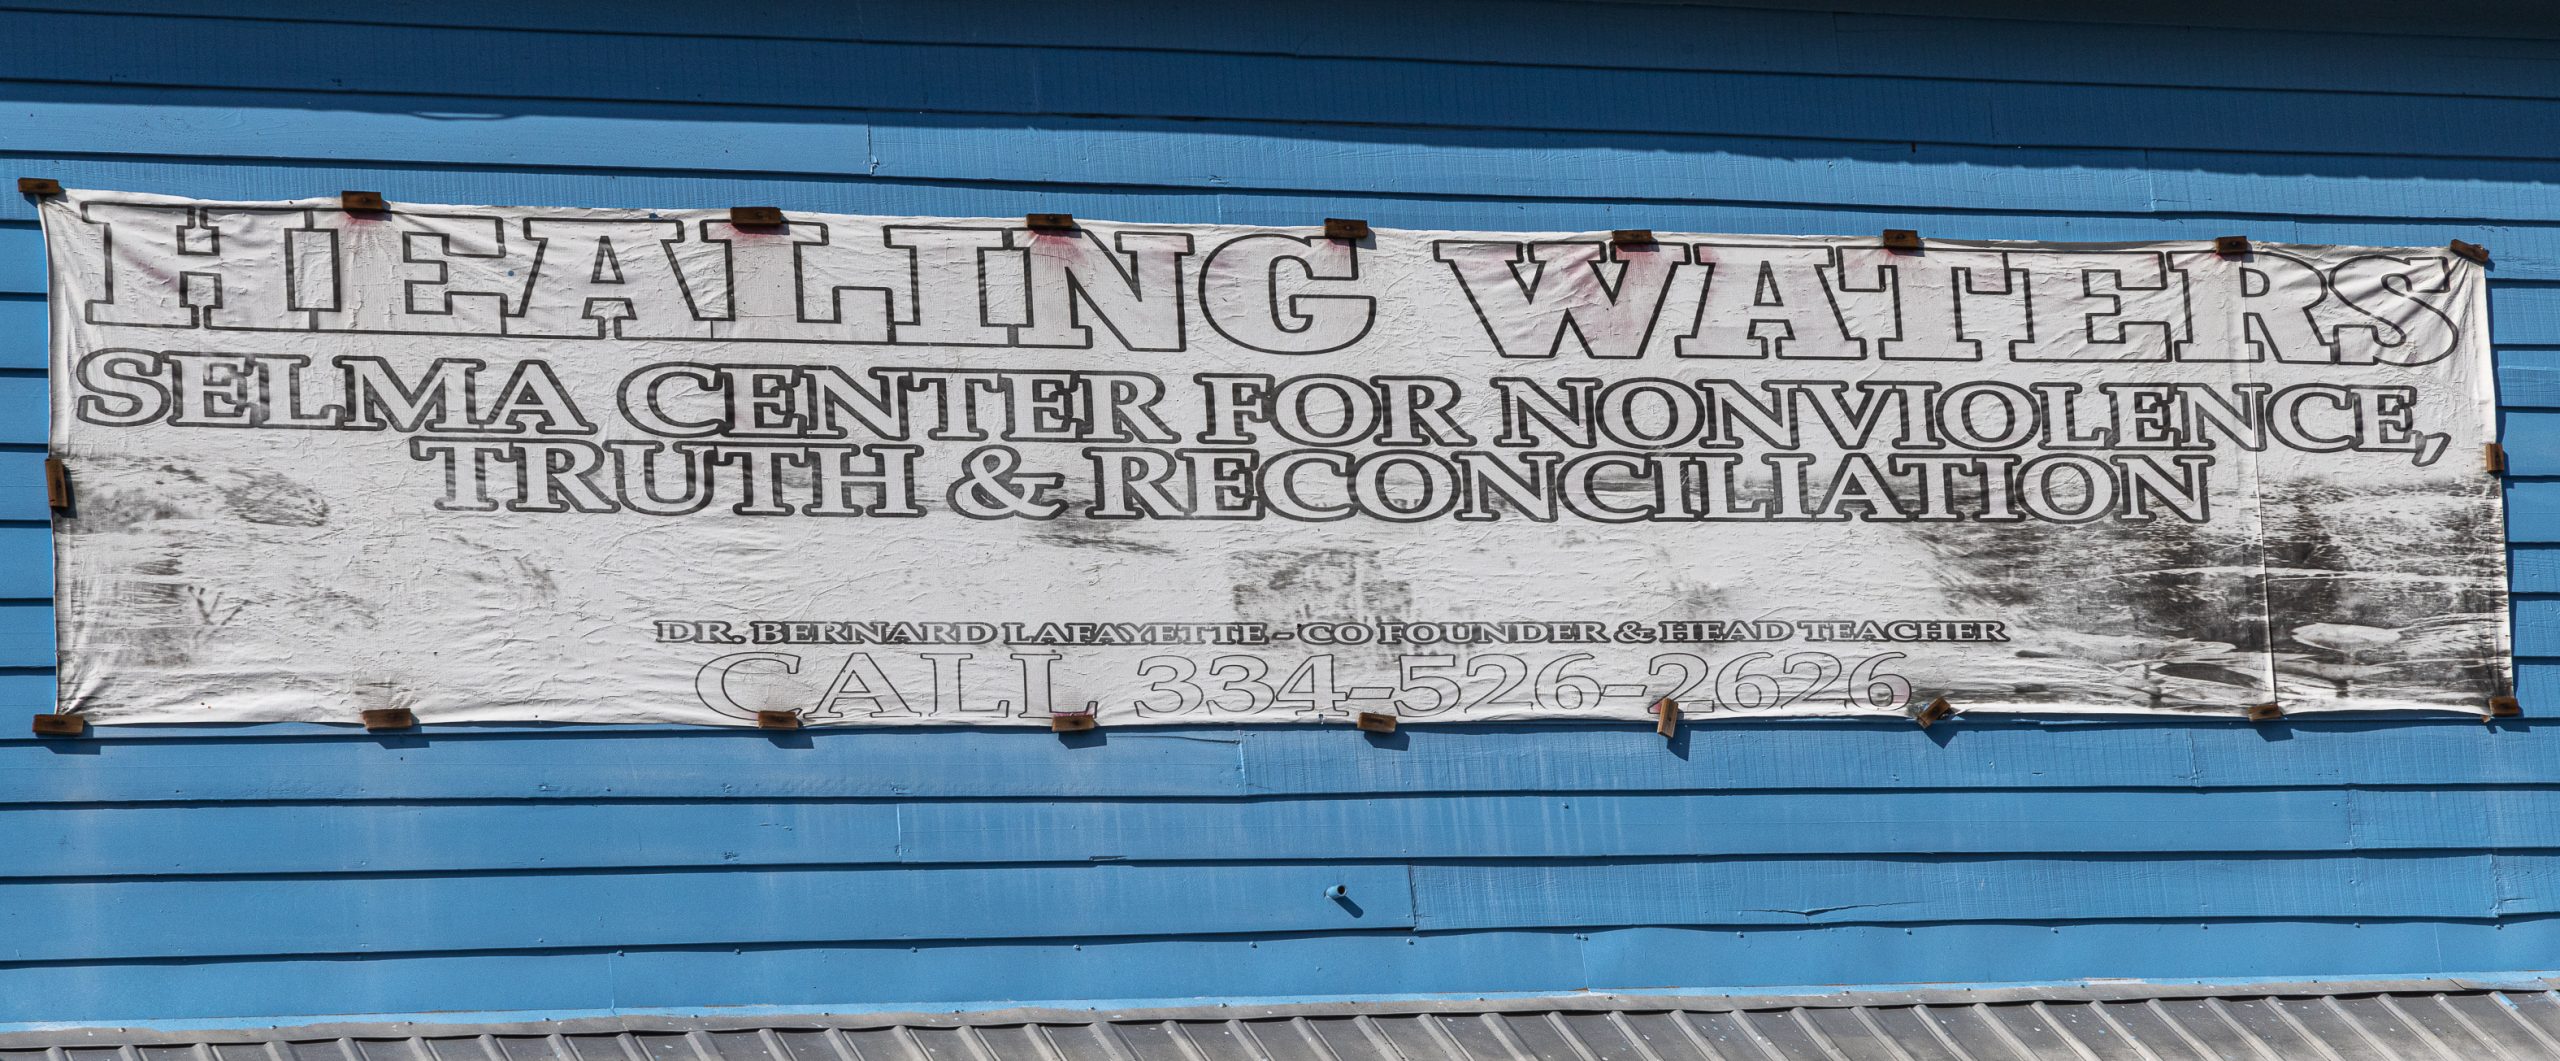 HEALING WATERS
SELMA CENTER FOR NONVIOLENCE,
TRUTH & RECONCILIATION
DR. BERNARD LAFAYETTE - CO FOUNDER & HEAD TEACHER
CALL 334-526-2626